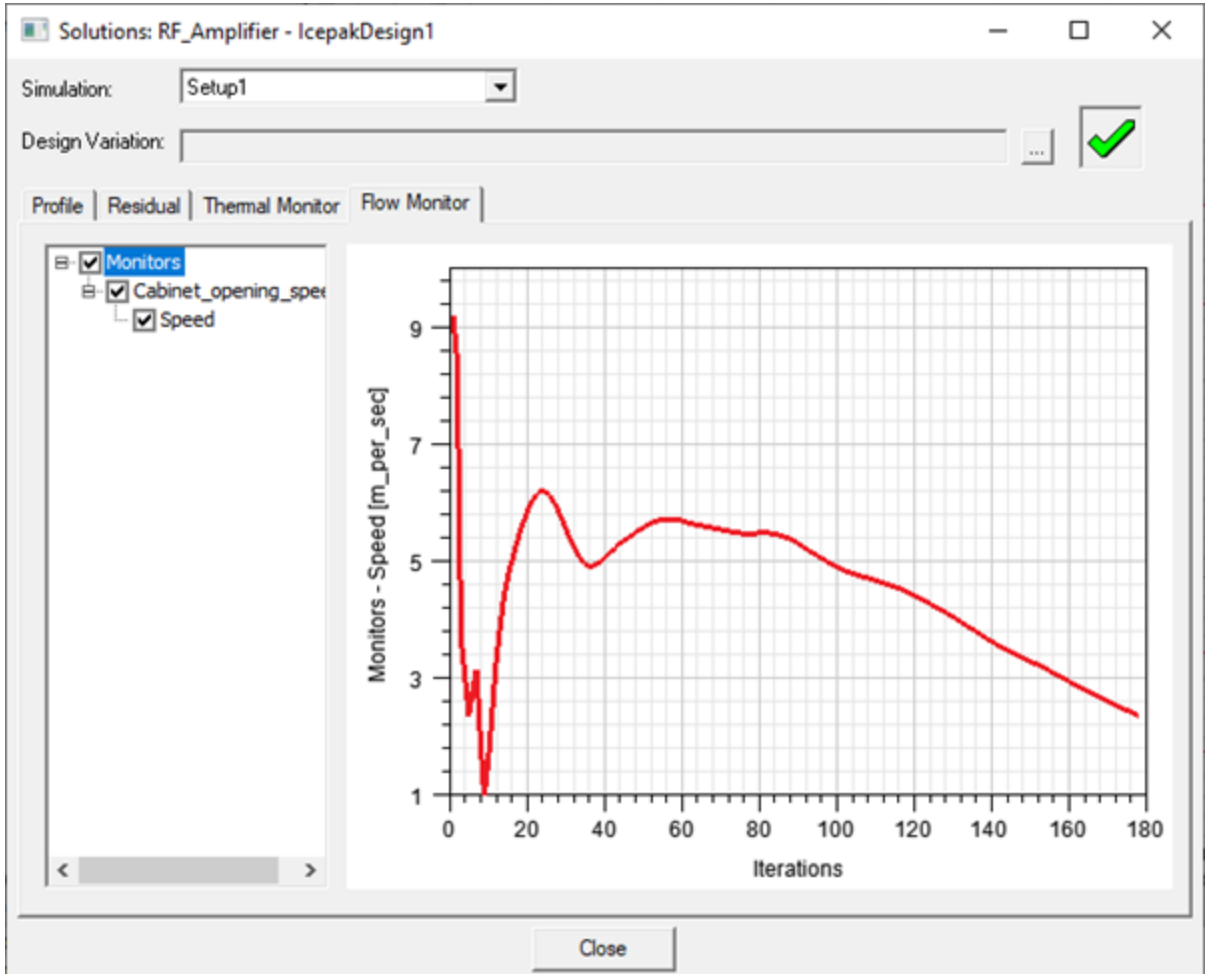 Solutions: RF_Amplifier - IcepakDesign1
Simulation:
Setup1
Design Variation:
...
Profile
Residual
Thermal Monitor
Flow Monitor
Monitors
Cabinet_opening_spee
Speed
Monitors - Speed [m_per_sec]
9
7
5
3
1
0 20 40 60 80 100 120 140 160 180
Iterations
Close